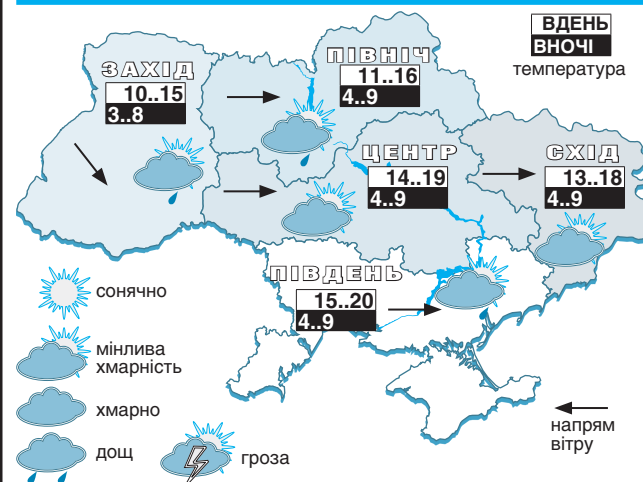 ВДЕНЬ
ВНОЧІ
температура
ЗАХІД
10..15
3..8
ПІВНІЧ
11..16
4..9
ЦЕНТР
14..19
4..9
СХІД
13..18
4..9
ПІВДЕНЬ
15..20
4..9
сонячно
мінлива
хмарність
хмарно
дощ
гроза
напрям
вітру